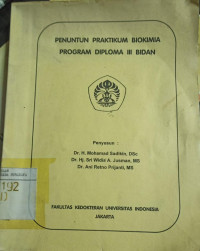 PENUNTUN PRAKTIKUM BIOKIMIA
PROGRAM DIPLOMA III BIDAN
Penyusun :
Dr. H. Mohamad Sadikin, DSc
Dr. Hj. Sri Widia A. Jusman, MS
Dr. Ani Retno Prijanti, MS
192
FAKULTAS KEDOKTERAN UNIVERSITAS INDONESIA
JAKARTA